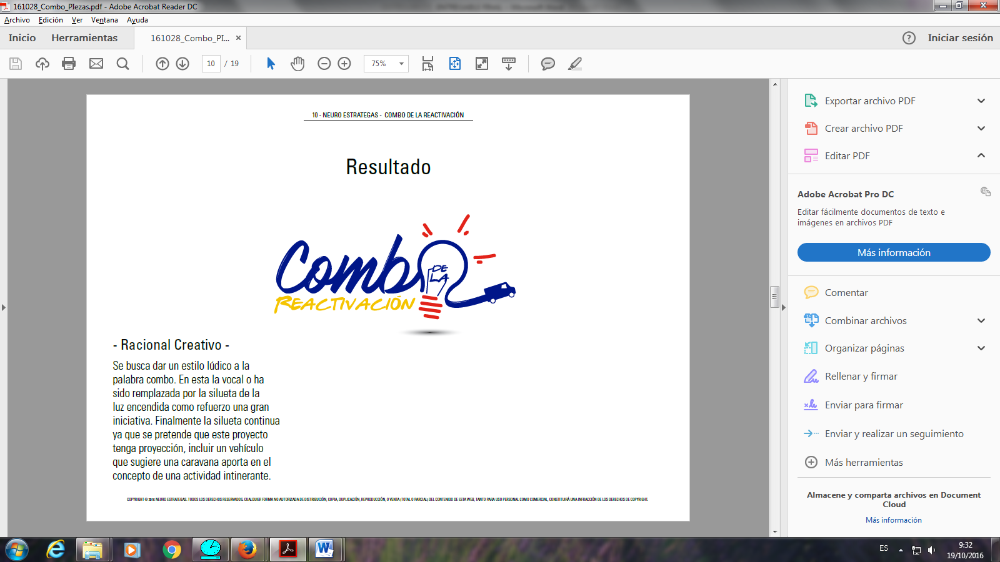 161028_Combo_PIezas.pdf - Adobe Acrobat Reader DC
Archivo Edición Ver Ventana Ayuda
Inicio Herramientas 161028_Combo_PI... × Iniciar sesión
10 / 19 75%
10 - NEURO ESTRATEGAS - COMBO DE LA REACTIVACIÓN
Resultado
Combo
DE
LA
REACTIVACIÓN
- Racional Creativo -
Se busca dar un estilo lúdico a la
palabra combo. En esta la vocal o ha
sido remplazada por la silueta de la
luz encendida como refuerzo una gran
iniciativa. Finalmente la silueta continua
ya que se pretende que este proyecto
tenga proyección, incluir un vehículo
que sugiere una caravana aporta en el
concepto de una actividad intinerante.
COPYRIGHT © 2016 NEURO ESTRATEGAS. TODOS LOS DERECHOS RESERVADOS. CUALQUIER FORMA NO AUTORIZADA DE DISTRIBUCIÓN, COPIA, DUPLICACIÓN, REPRODUCCIÓN, O VENTA (TOTAL O PARCIAL) DEL CONTENIDO DE ESTA WEB, TANTO PARA USO PERSONAL COMO COMERCIAL, CONSTITUIRÁ UNA INFRACCIÓN DE LOS DERECHOS DE COPYRIGHT.
Exportar archivo PDF
Crear archivo PDF
Editar PDF
Adobe Acrobat Pro DC
Editar fácilmente documentos de texto e
imágenes en archivos PDF
Más información
Comentar
Combinar archivos
Organizar páginas
Rellenar y firmar
Enviar para firmar
Enviar y realizar un seguimiento
Más herramientas
Almacene y comparta archivos en Document
Cloud
Más información
ES
9:32
19/10/2016